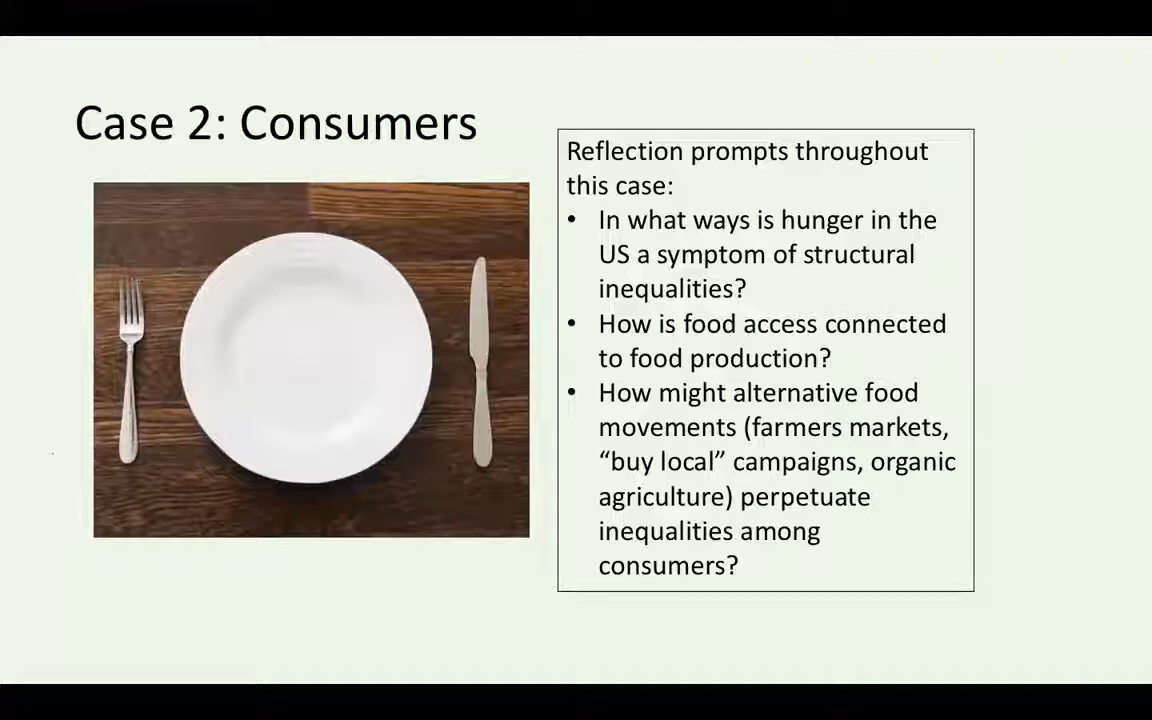 Case 2: Consumers
Reflection prompts throughout
this case:
• In what ways is hunger in the
US a symptom of structural
inequalities?
• How is food access connected
to food production?
• How might alternative food
movements (farmers markets,
“buy local” campaigns, organic
agriculture) perpetuate
inequalities among
consumers?